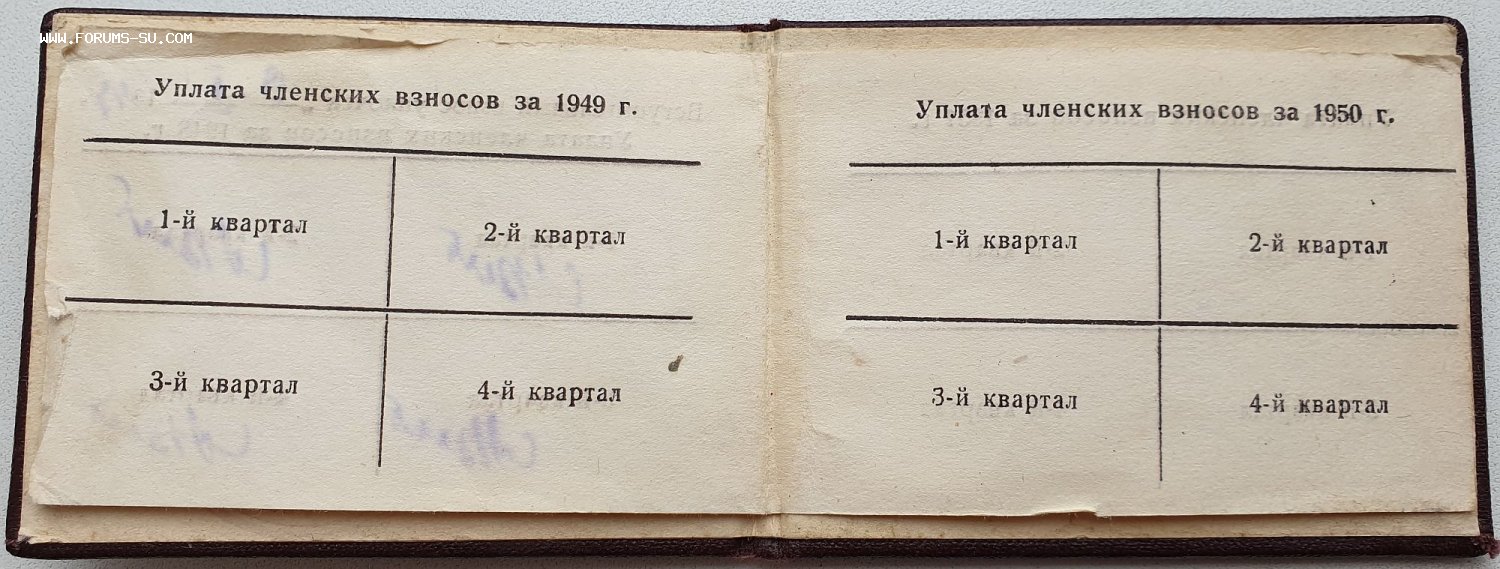 WWW.FORUMS-SU.COM
Уплата членских взносов за 1949 г.
1-й квартал
2-й квартал
3-й квартал
4-й квартал
Уплата членских взносов за 1950 г.
1-й квартал
2-й квартал
3-й квартал
4-й квартал